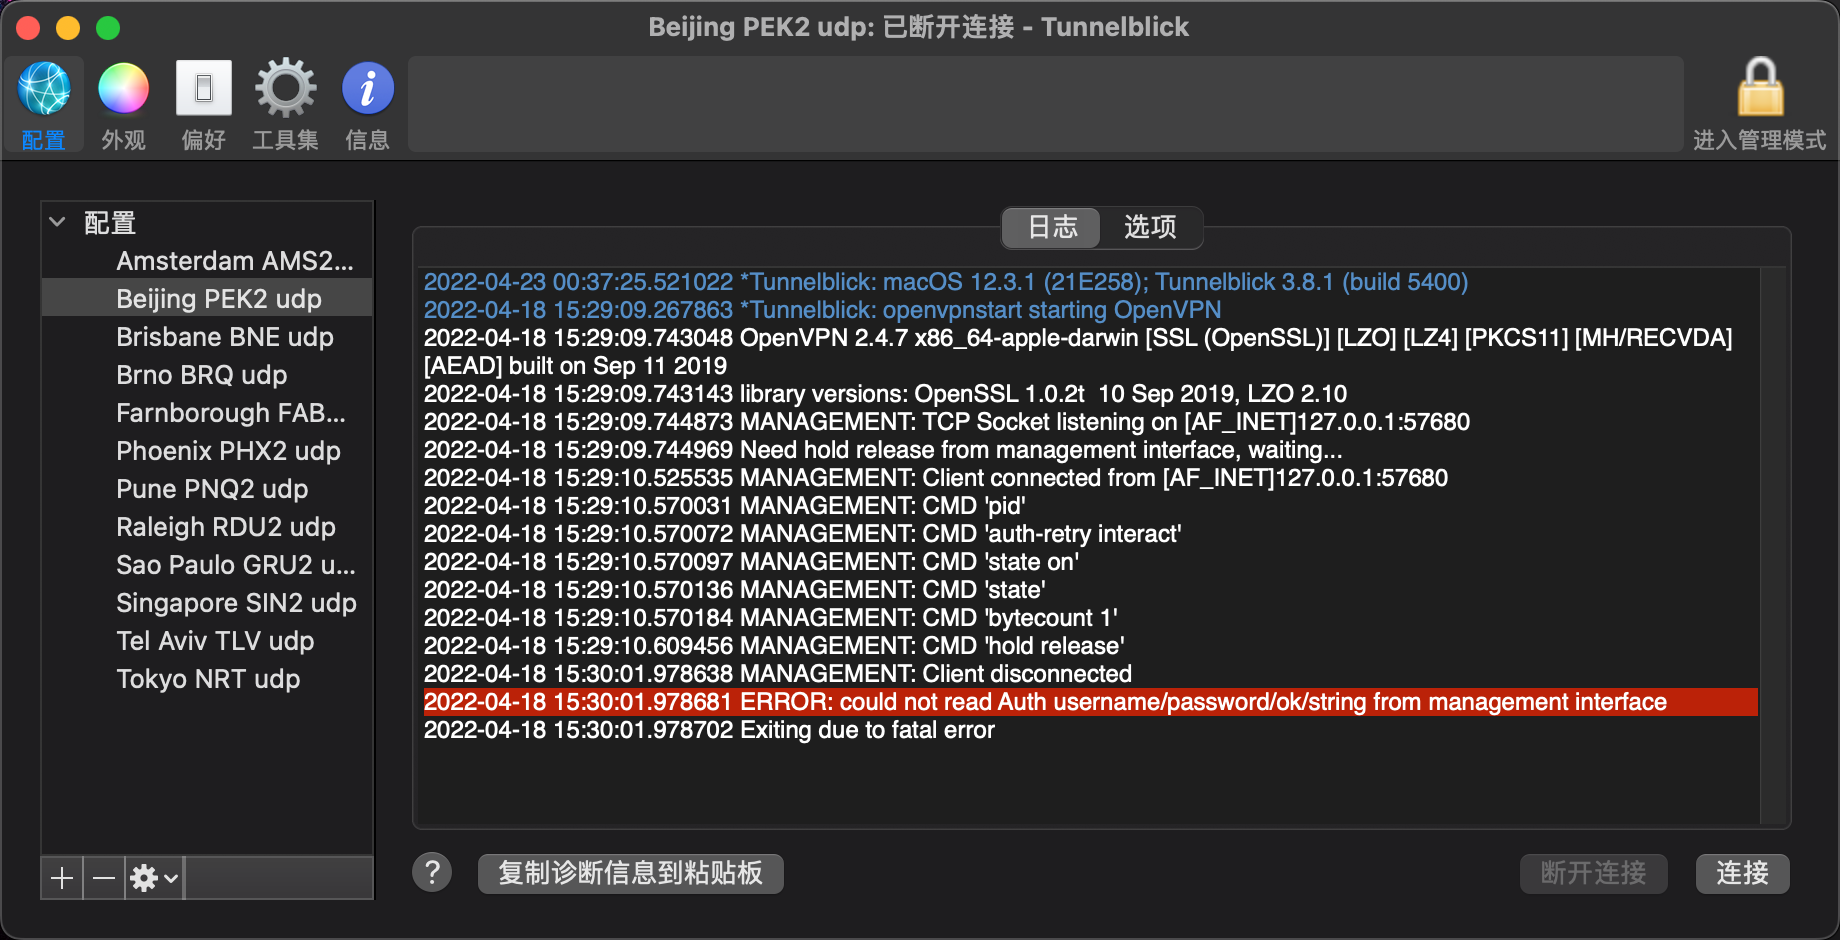 Beijing PEK2 udp: 已断开连接 - Tunnelblick
配置
外观
偏好
工具集
信息
进入管理模式
配置
Amsterdam AMS2...
Beijing PEK2 udp
Brisbane BNE udp
Brno BRQ udp
Farnborough FAB...
Phoenix PHX2 udp
Pune PNQ2 udp
Raleigh RDU2 udp
Sao Paulo GRU2 u...
Singapore SIN2 udp
Tel Aviv TLV udp
Tokyo NRT udp
日志
选项
2022-04-23 00:37:25.521022 *Tunnelblick: macOS 12.3.1 (21E258); Tunnelblick 3.8.1 (build 5400)
2022-04-18 15:29:09.267863 *Tunnelblick: openvpnstart starting OpenVPN
2022-04-18 15:29:09.743048 OpenVPN 2.4.7 x86_64-apple-darwin [SSL (OpenSSL)] [LZO] [LZ4] [PKCS11] [MH/RECVDA]
[AEAD] built on Sep 11 2019
2022-04-18 15:29:09.743143 library versions: OpenSSL 1.0.2t  10 Sep 2019, LZO 2.10
2022-04-18 15:29:09.744873 MANAGEMENT: TCP Socket listening on [AF_INET]127.0.0.1:57680
2022-04-18 15:29:09.744969 Need hold release from management interface, waiting...
2022-04-18 15:29:10.525535 MANAGEMENT: Client connected from [AF_INET]127.0.0.1:57680
2022-04-18 15:29:10.570031 MANAGEMENT: CMD 'pid'
2022-04-18 15:29:10.570072 MANAGEMENT: CMD 'auth-retry interact'
2022-04-18 15:29:10.570097 MANAGEMENT: CMD 'state on'
2022-04-18 15:29:10.570136 MANAGEMENT: CMD 'state'
2022-04-18 15:29:10.570184 MANAGEMENT: CMD 'bytecount 1'
2022-04-18 15:29:10.609456 MANAGEMENT: CMD 'hold release'
2022-04-18 15:30:01.978638 MANAGEMENT: Client disconnected
2022-04-18 15:30:01.978681 ERROR: could not read Auth username/password/ok/string from management interface
2022-04-18 15:30:01.978702 Exiting due to fatal error
?
复制诊断信息到粘贴板
断开连接
连接